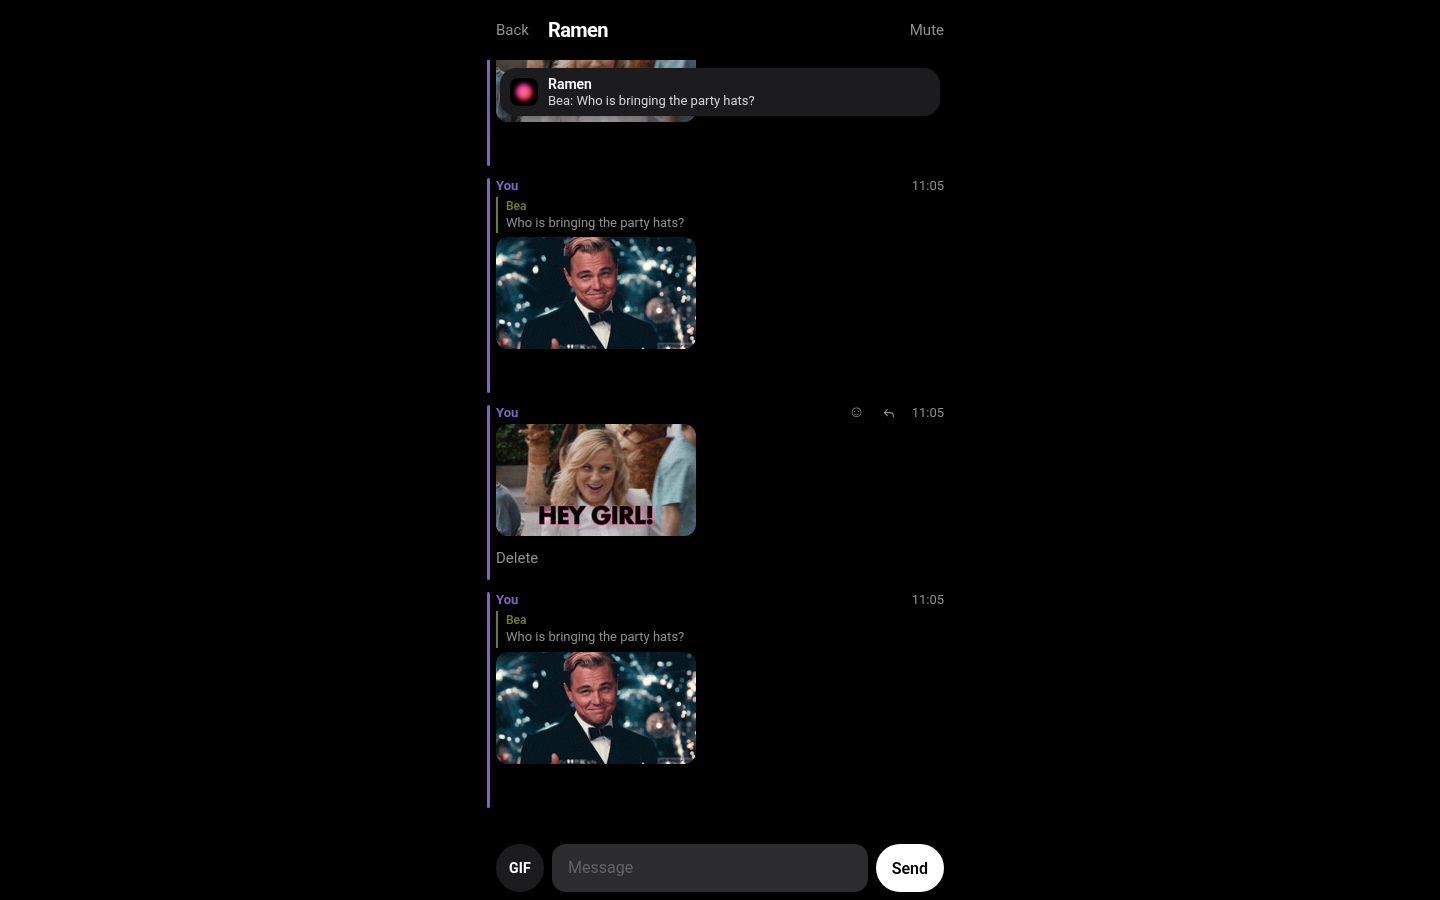 Back Ramen Mute
Ramen
Bea: Who is bringing the party hats?
You 11:05
Bea
Who is bringing the party hats?
You 11:05
HEY GIRL!
Delete
You 11:05
Bea
Who is bringing the party hats?
GIF Message Send